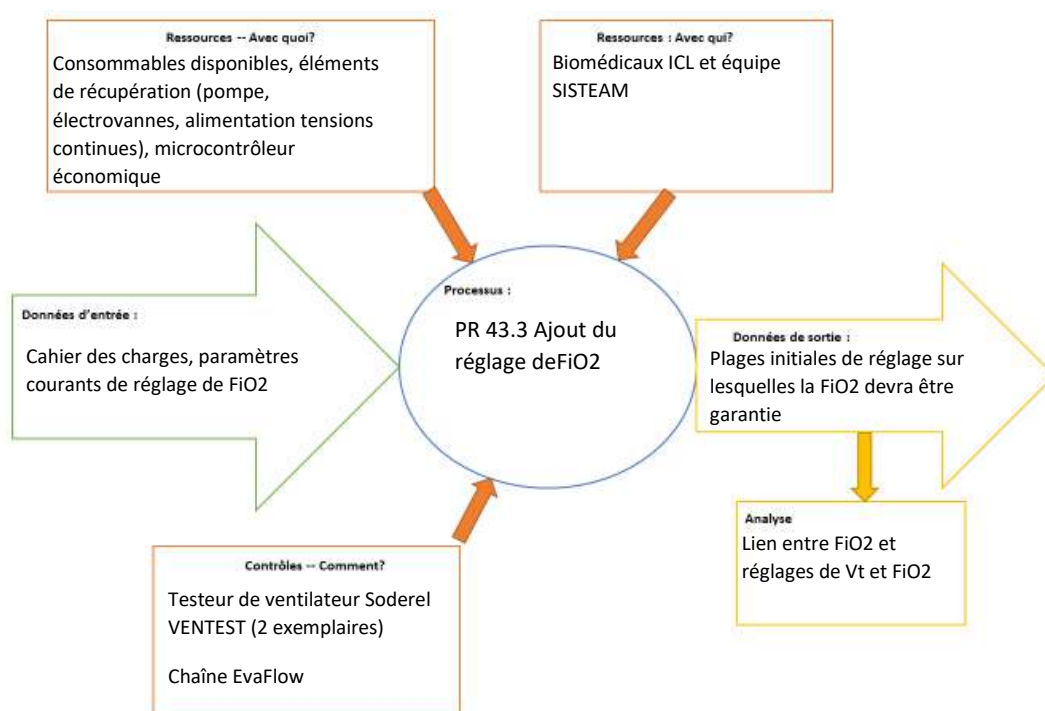 Ressources -- Avec quoi?
Consommables disponibles, éléments
de récupération (pompe,
électrovannes, alimentation tensions
continues), microcontrôleur
économique
Ressources : Avec qui?
Biomédicaux ICL et équipe
SISTEAM
Données d'entrée :
Cahier des charges, paramètres
courants de réglage de FiO2
Processus :
PR 43.3 Ajout du
réglage deFiO2
Données de sortie :
Plages initiales de réglage sur
lesquelles la FiO2 devra être
garantie
Analyse
Lien entre FiO2 et
réglages de Vt et FiO2
Contrôles -- Comment?
Testeur de ventilateur Soderel
VENTEST (2 exemplaires)
Chaîne EvaFlow